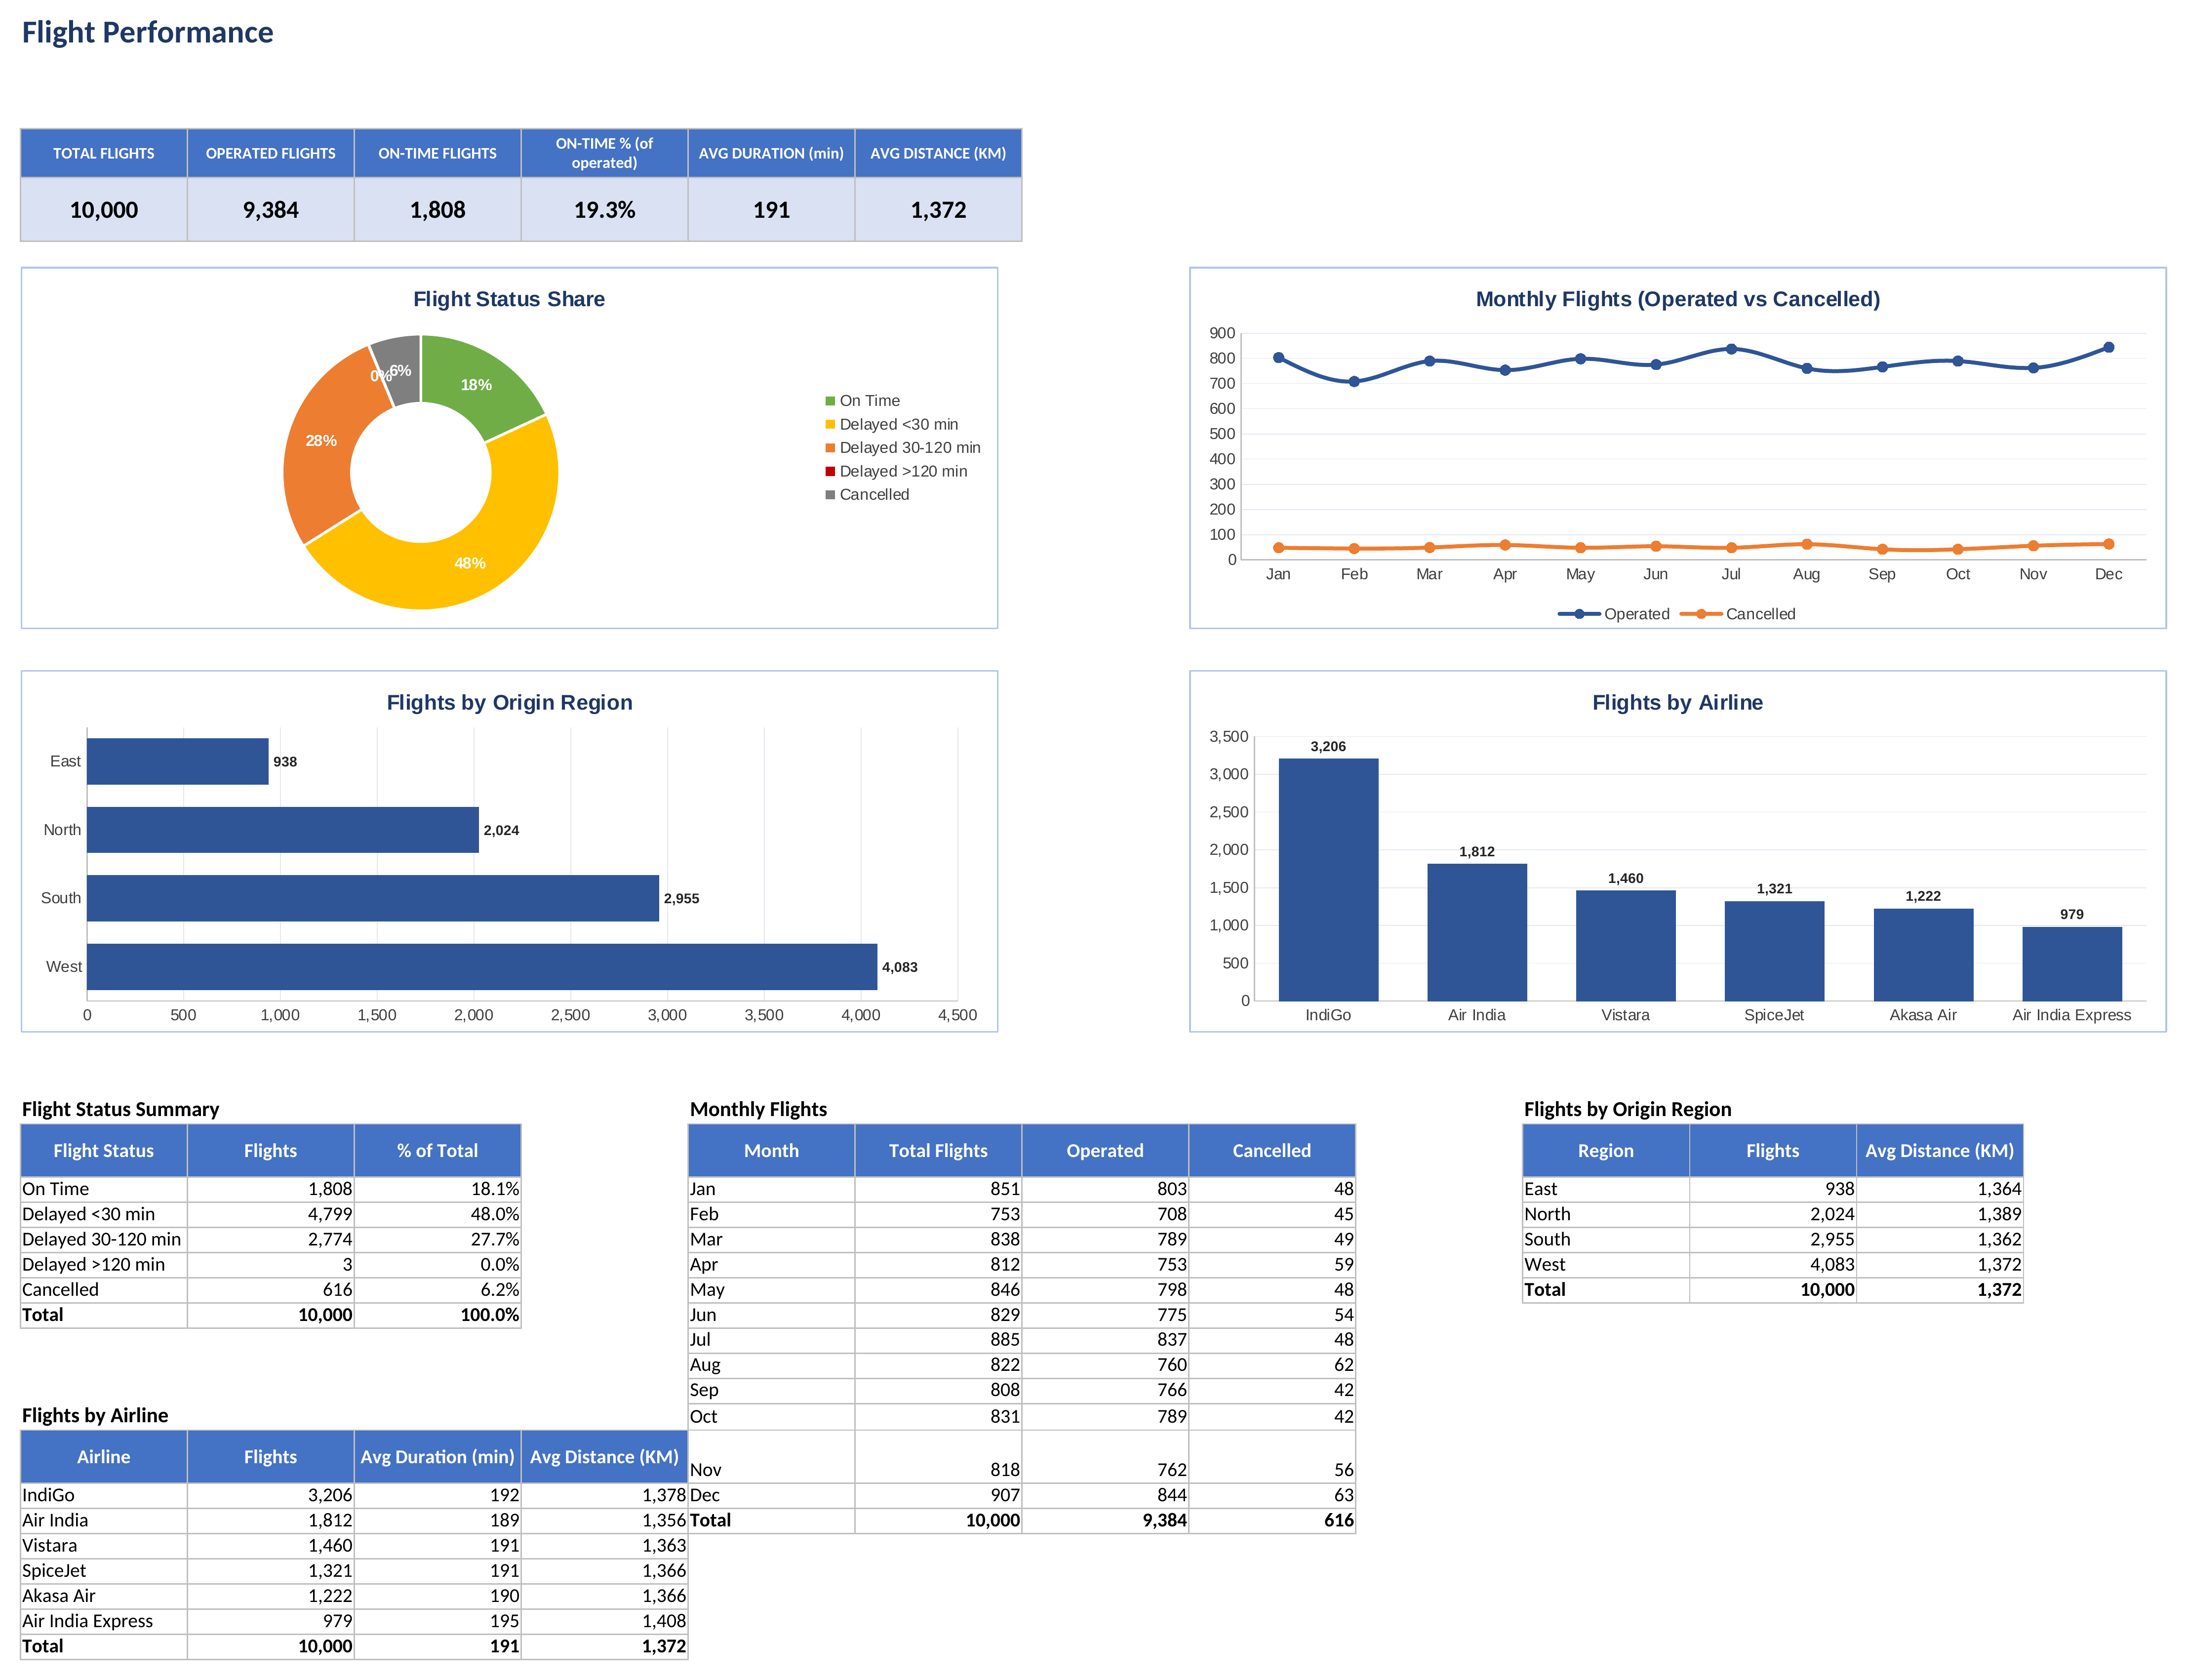 Flight Performance
TOTAL FLIGHTS OPERATED FLIGHTS ON-TIME FLIGHTS ON-TIME % (of operated) AVG DURATION (min) AVG DISTANCE (KM)
10,000 9,384 1,808 19.3% 191 1,372
Flight Status Share
18%
48%
28%
0%
6%
On Time
Delayed <30 min
Delayed 30-120 min
Delayed >120 min
Cancelled
Monthly Flights (Operated vs Cancelled)
900
800
700
600
500
400
300
200
100
0
Jan Feb Mar Apr May Jun Jul Aug Sep Oct Nov Dec
Operated Cancelled
Flights by Origin Region
East 938
North 2,024
South 2,955
West 4,083
0 500 1,000 1,500 2,000 2,500 3,000 3,500 4,000 4,500
Flights by Airline
3,500
3,000
2,500
2,000
1,500
1,000
500
0
3,206 1,812 1,460 1,321 1,222 979
IndiGo Air India Vistara SpiceJet Akasa Air Air India Express
Flight Status Summary
Flight Status Flights % of Total
On Time 1,808 18.1%
Delayed <30 min 4,799 48.0%
Delayed 30-120 min 2,774 27.7%
Delayed >120 min 3 0.0%
Cancelled 616 6.2%
Total 10,000 100.0%
Monthly Flights
Month Total Flights Operated Cancelled
Jan 851 803 48
Feb 753 708 45
Mar 838 789 49
Apr 812 753 59
May 846 798 48
Jun 829 775 54
Jul 885 837 48
Aug 822 760 62
Sep 808 766 42
Oct 831 789 42
Nov 818 762 56
Dec 907 844 63
Total 10,000 9,384 616
Flights by Origin Region
Region Flights Avg Distance (KM)
East 938 1,364
North 2,024 1,389
South 2,955 1,362
West 4,083 1,372
Total 10,000 1,372
Flights by Airline
Airline Flights Avg Duration (min) Avg Distance (KM)
IndiGo 3,206 192 1,378
Air India 1,812 189 1,356
Vistara 1,460 191 1,363
SpiceJet 1,321 191 1,366
Akasa Air 1,222 190 1,366
Air India Express 979 195 1,408
Total 10,000 191 1,372